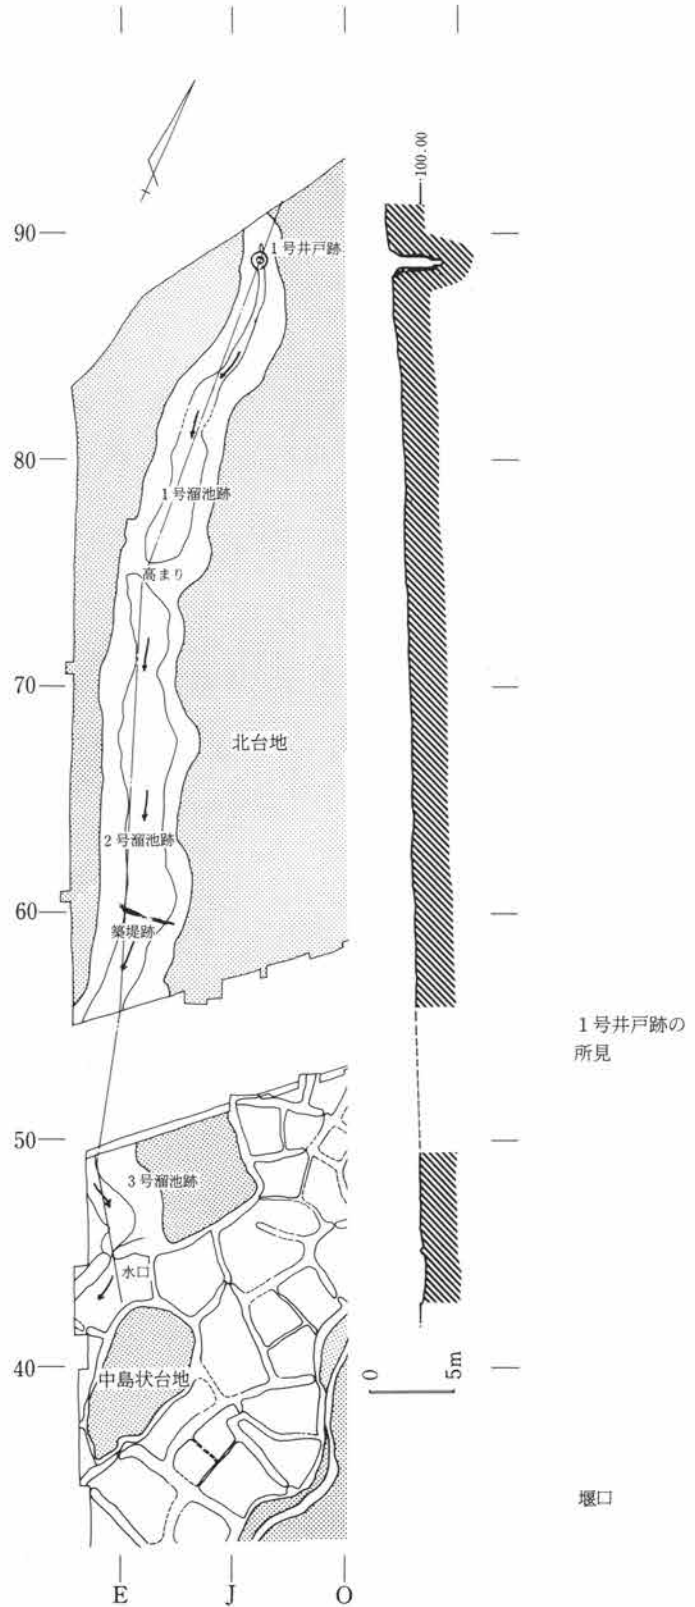 100.00
90
1号井戸跡
80
1号溜池跡
高まり
70
北台地
2号溜池跡
60
築堤跡
1号井戸跡の
所見
50
3号溜池跡
水口
40
中島状台地
0
5m
堰口
E
J
O